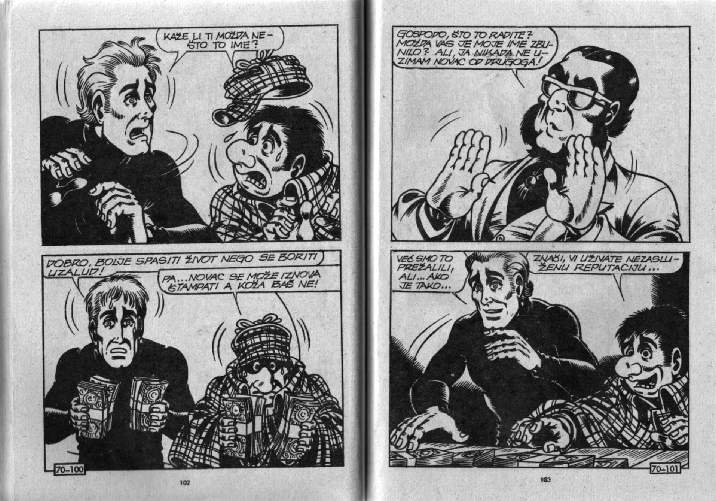 KAŽE LI TI MOŽDA NE-
ŠTO TO IME?
DOBRO, BOLJE SPASITI ŽIVOT NEGO SE BORITI
UZALUD!
PA... NOVAC SE MOŽE IZNOVA
ŠTAMPATI A KOŽA BAŠ NE!
70-100
102
GOSPODO, ŠTO TO RADITE?
MOŽDA VAS JE MOJE IME ZBU-
NILO? ALI, JA NIKADA NE U-
ZIMAM NOVAC OD DRUGOGA!
VEĆ SMO TO
PREŽALILI,
ALI... AKO
JE TAKO...
ZNAČI, VI UŽIVATE NEZASLU-
ŽENU REPUTACIJU...
70-101
103